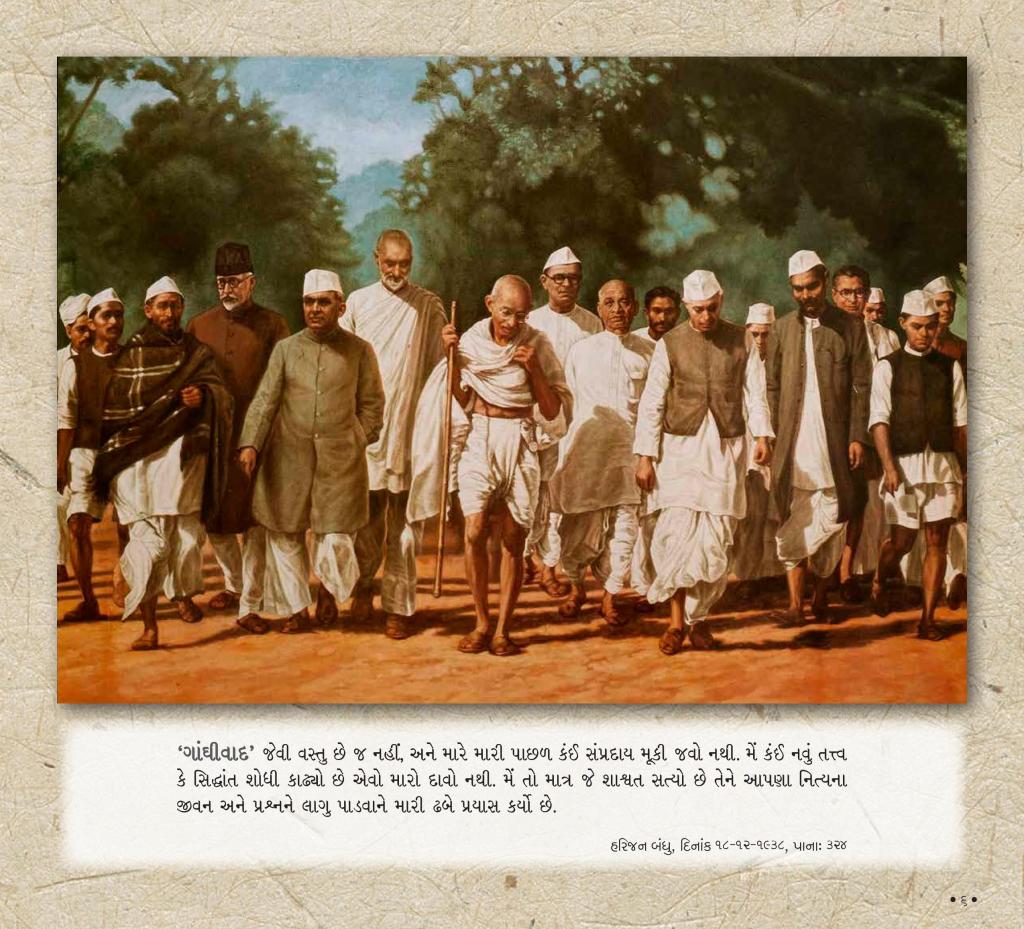 ‘ગાંધીવાદ’ જેવી વસ્તુ છે જ નહીં, અને મારે મારી પાછળ કંઈ સંપ્રદાય મૂકી જવો નથી. મેં કંઈ નવું તત્ત્વ
કે સિદ્ધાંત શોધી કાઢ્યો છે એવો મારો દાવો નથી. મેં તો માત્ર જે શાશ્વત સત્યો છે તેને આપણા નિત્યના
જીવન અને પ્રશ્નને લાગુ પાડવાને મારી ઢબે પ્રયાસ કર્યો છે.
હરિજન બંધુ, દિનાંક ૧૮-૧૨-૧૯૩૮, પાના: ૩૨૪
• ૬ •